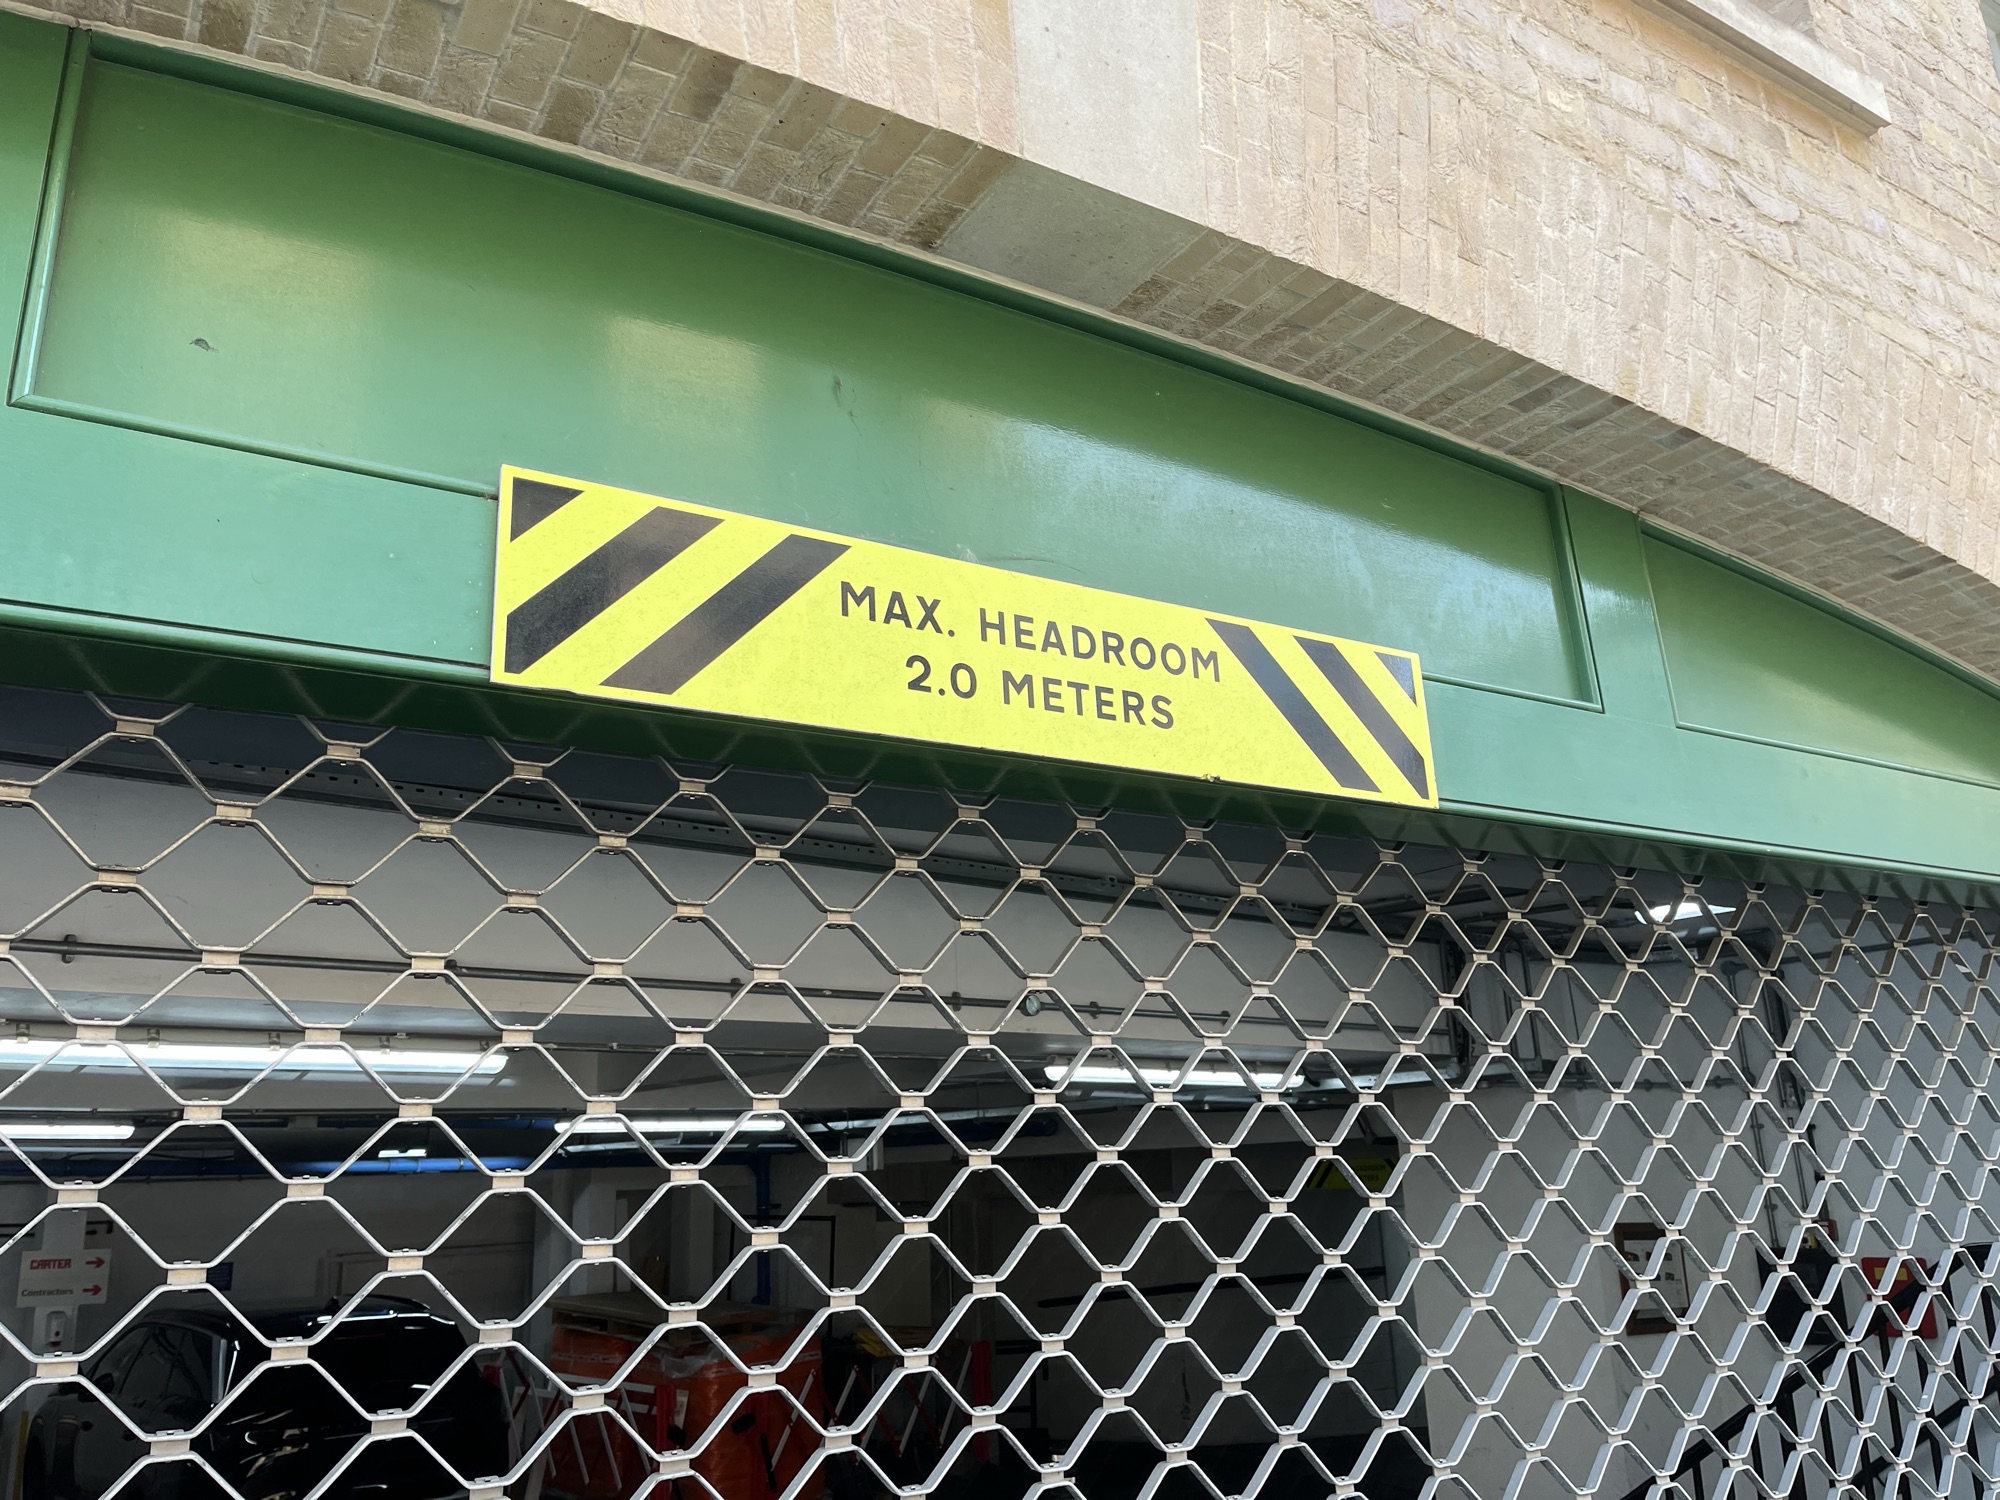 MAX. HEADROOM
2.0 METERS
CARTER
Contractors